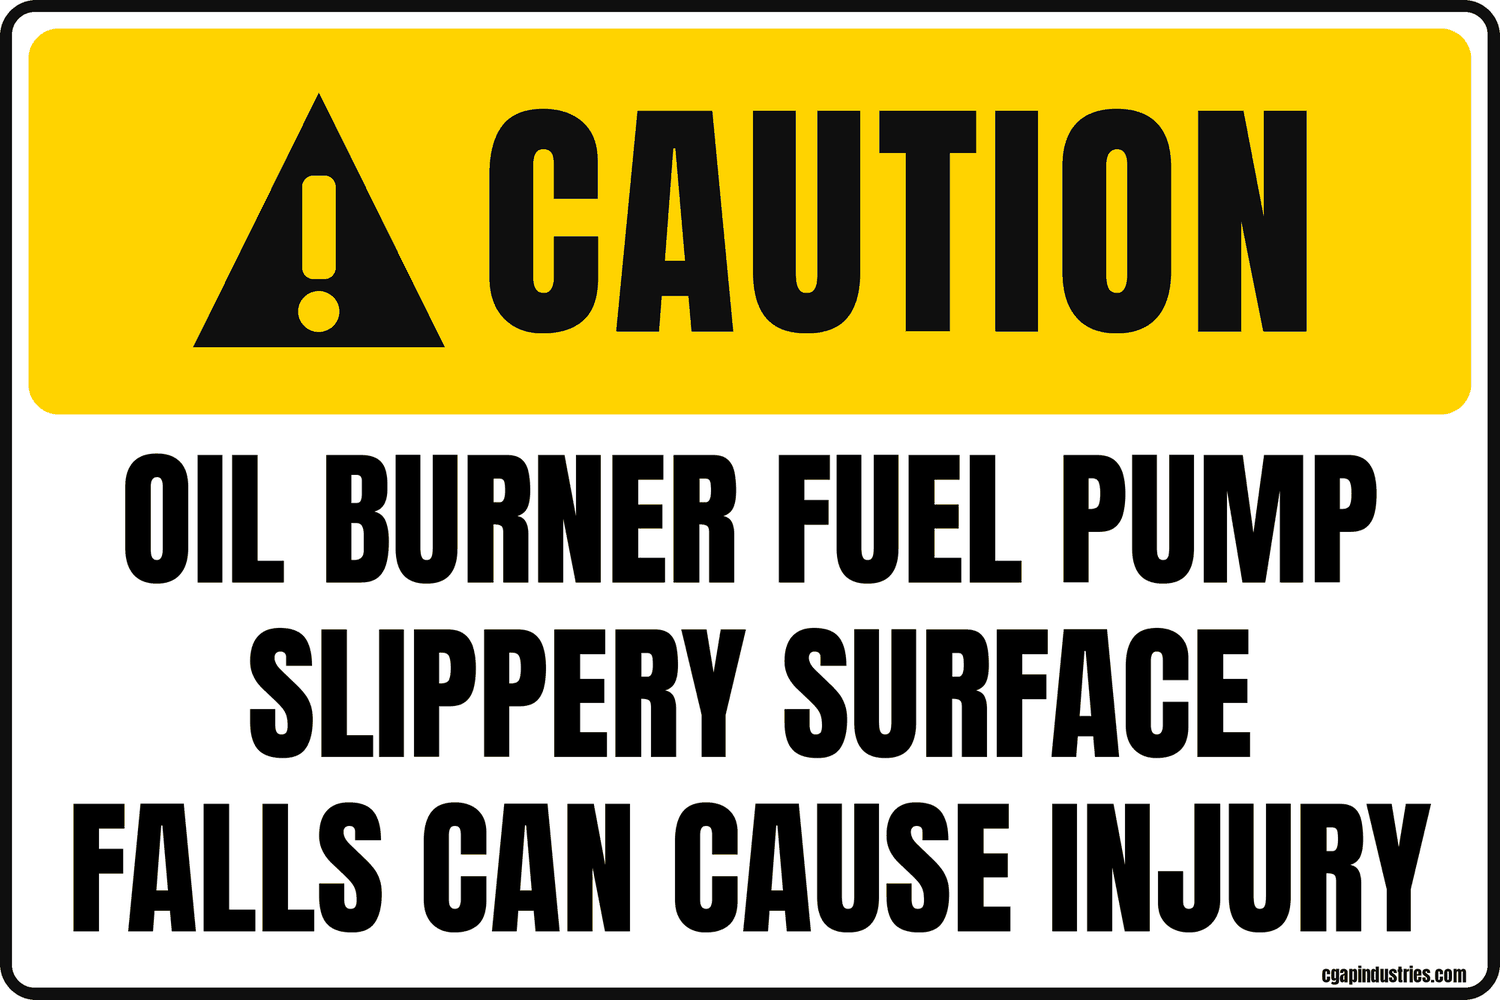 CAUTION
OIL BURNER FUEL PUMP
SLIPPERY SURFACE
FALLS CAN CAUSE INJURY
cgapindustries.com